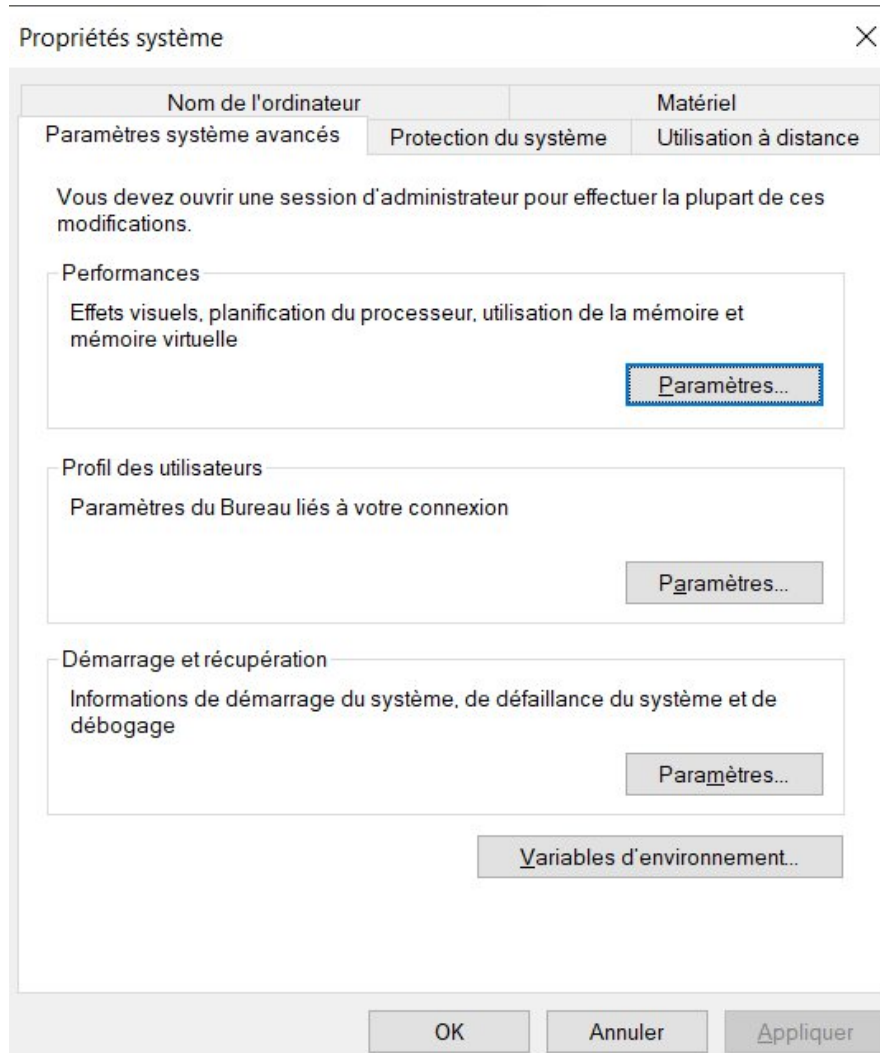 Propriétés système
Nom de l'ordinateur
Matériel
Paramètres système avancés
Protection du système
Utilisation à distance
Vous devez ouvrir une session d'administrateur pour effectuer la plupart de ces
modifications.
Performances
Effets visuels, planification du processeur, utilisation de la mémoire et
mémoire virtuelle
Paramètres...
Profil des utilisateurs
Paramètres du Bureau liés à votre connexion
Paramètres...
Démarrage et récupération
Informations de démarrage du système, de défaillance du système et de
débogage
Paramètres...
Variables d'environnement...
OK
Annuler
Appliquer